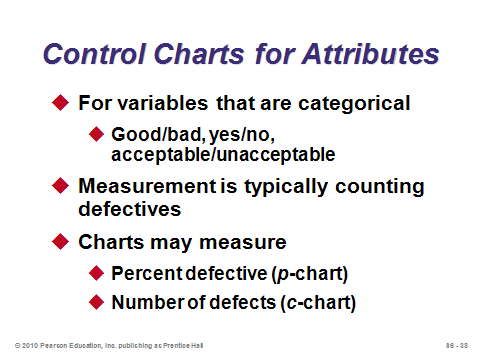 Control Charts for Attributes
For variables that are categorical
Good/bad, yes/no,
acceptable/unacceptable
Measurement is typically counting
defectives
Charts may measure
Percent defective (p-chart)
Number of defects (c-chart)
© 2010 Pearson Education, Inc. publishing as Prentice Hall
S6 - 38